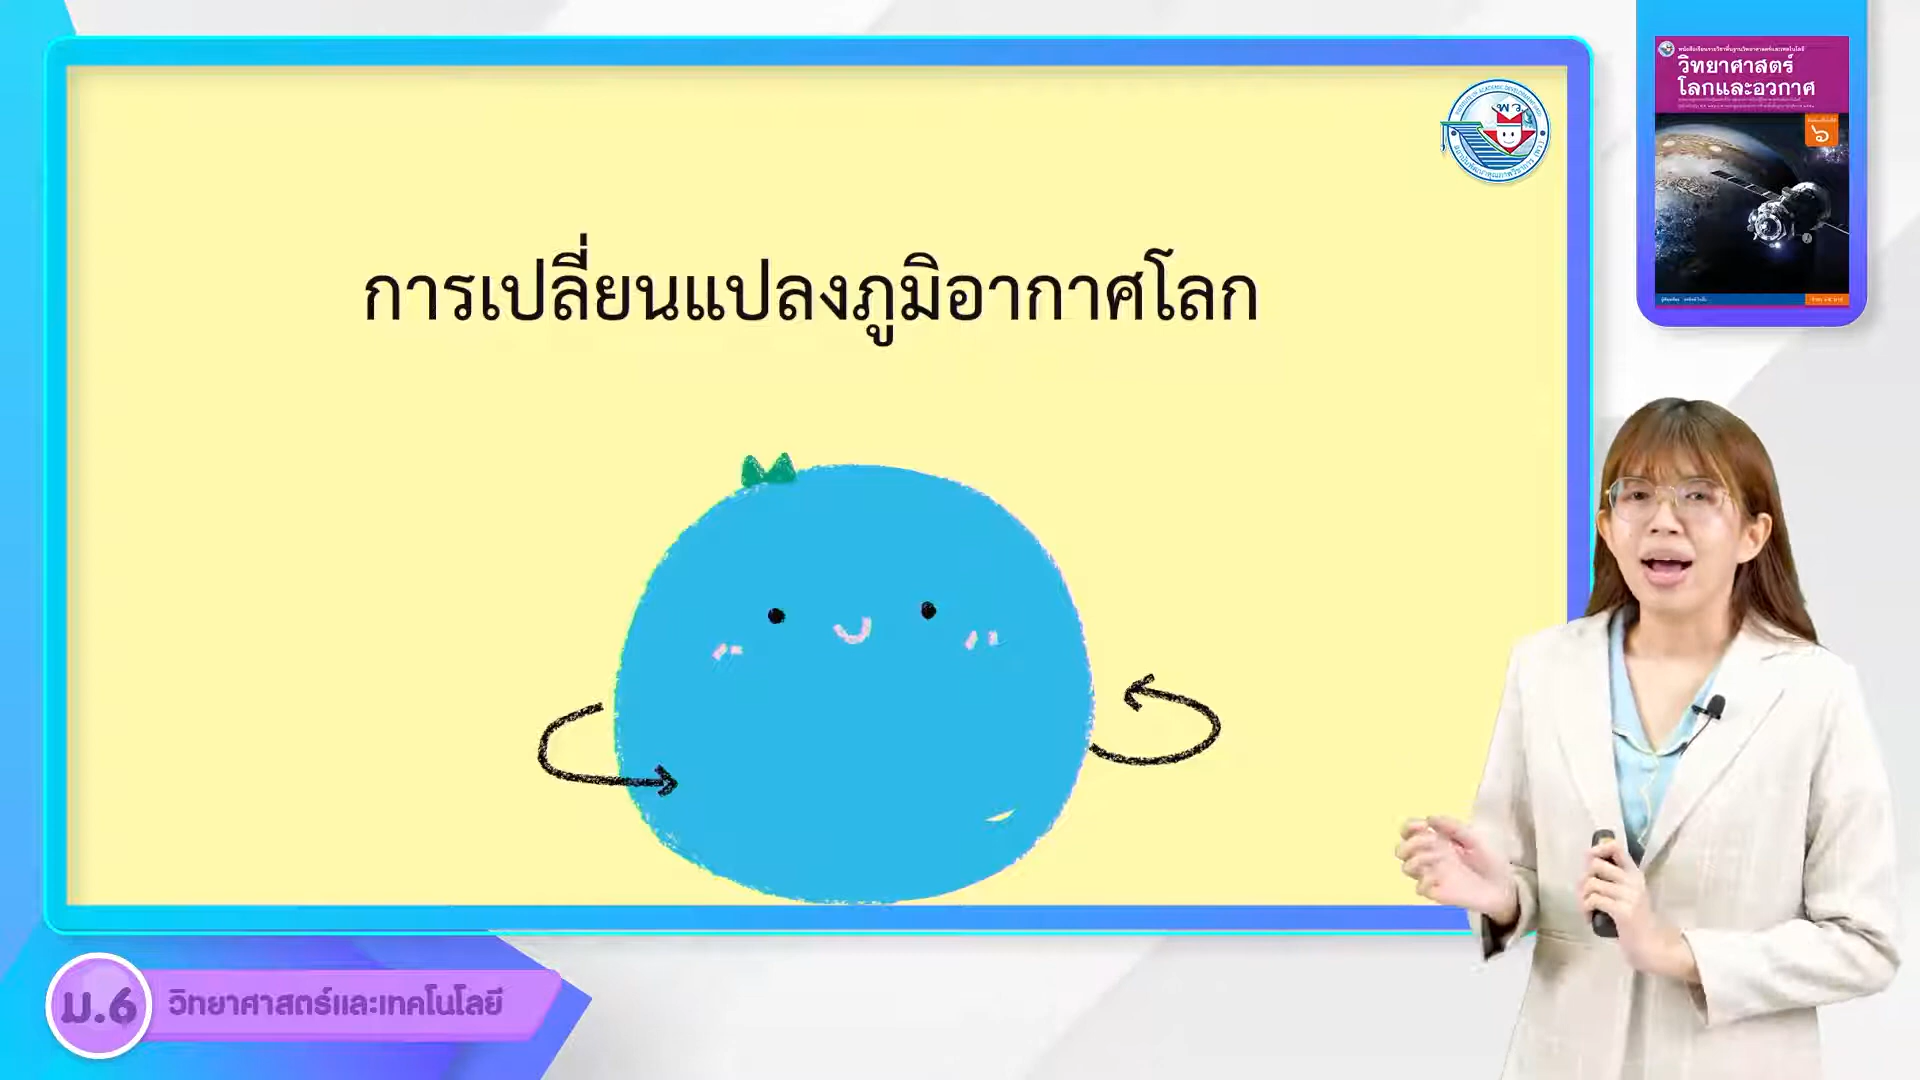 การเปลี่ยนแปลงภูมิอากาศโลก
พว.
วิทยาศาสตร์
โลกและอวกาศ
๖
ม.6
วิทยาศาสตร์และเทคโนโลยี